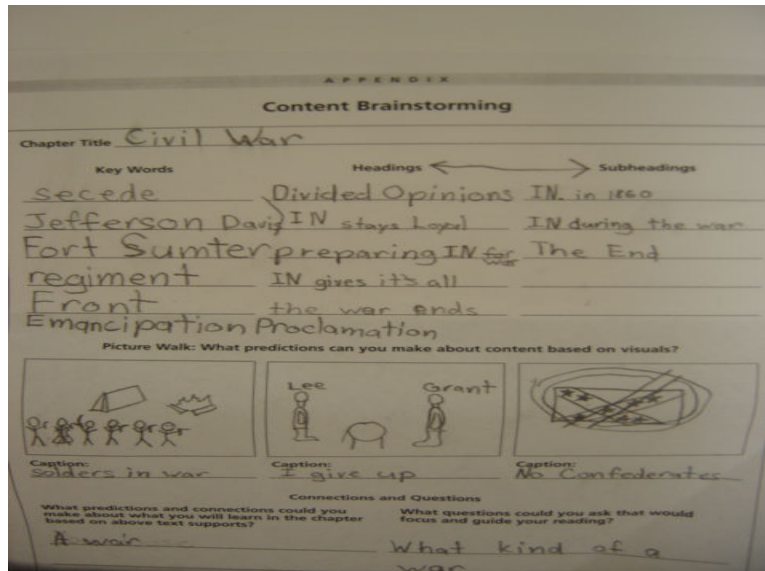 APPENDIX
Content Brainstorming
Chapter Title Civil War
Key Words Headings Subheadings
secede Divided Opinions IN. in 1860
Jefferson Davis IN stays Loyal IN during the war
Fort Sumter preparing IN for war The End
regiment IN gives it's all
Front the war ends
Emancipation Proclamation
Picture Walk: What predictions can you make about content based on visuals?
Lee Grant
Caption: Caption: Caption:
Solders in war I give up No Confederates
Connections and Questions
What predictions and connections could you make about what you will learn in the chapter based on above text supports?
What questions could you ask that would focus and guide your reading?
A war
What kind of a
war